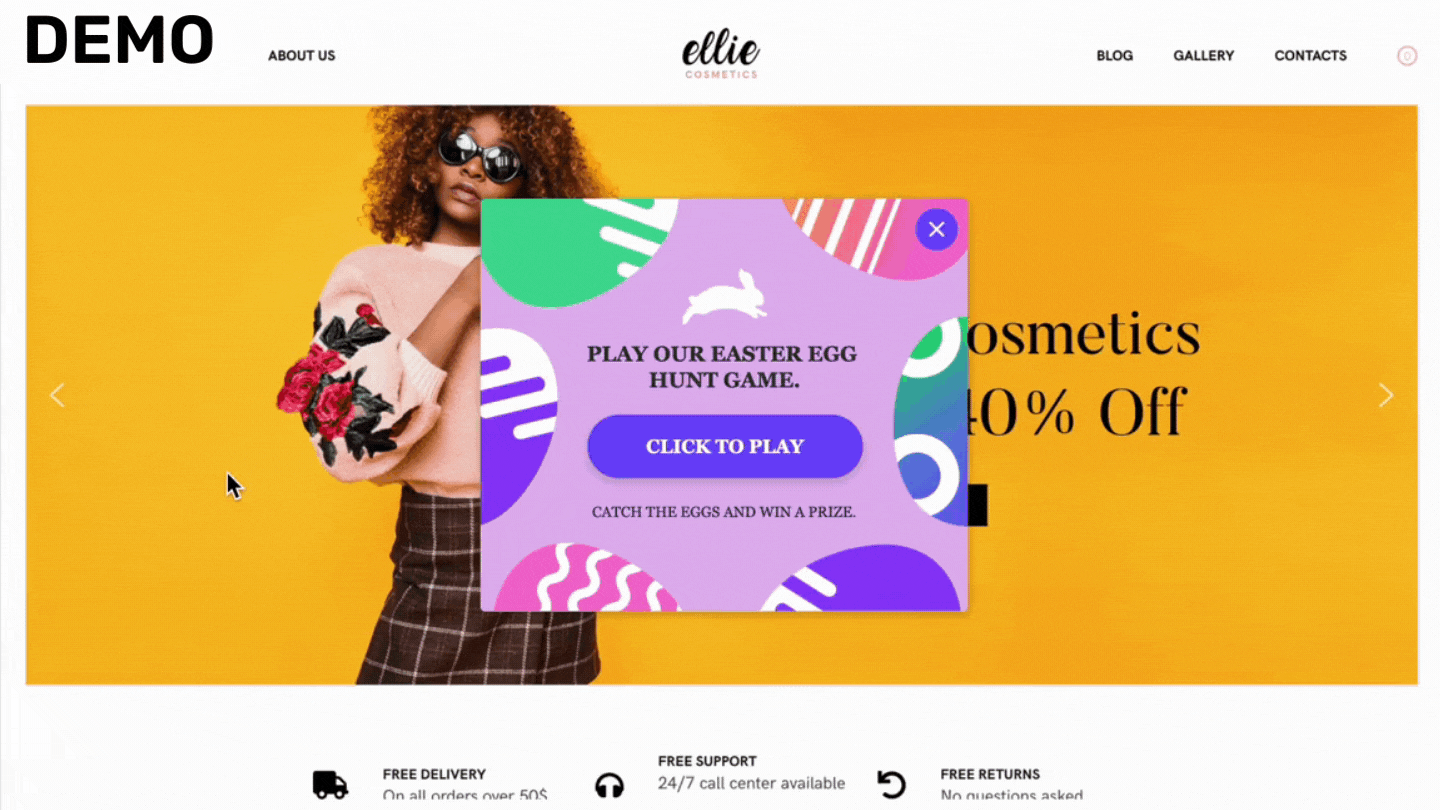 DEMO
ABOUT US
ellie
COSMETICS
BLOG
GALLERY
CONTACTS
0
osmetics
40% Off
PLAY OUR EASTER EGG
HUNT GAME.
CLICK TO PLAY
CATCH THE EGGS AND WIN A PRIZE.
FREE DELIVERY
On all orders over 50$
FREE SUPPORT
24/7 call center available
FREE RETURNS
No questions asked